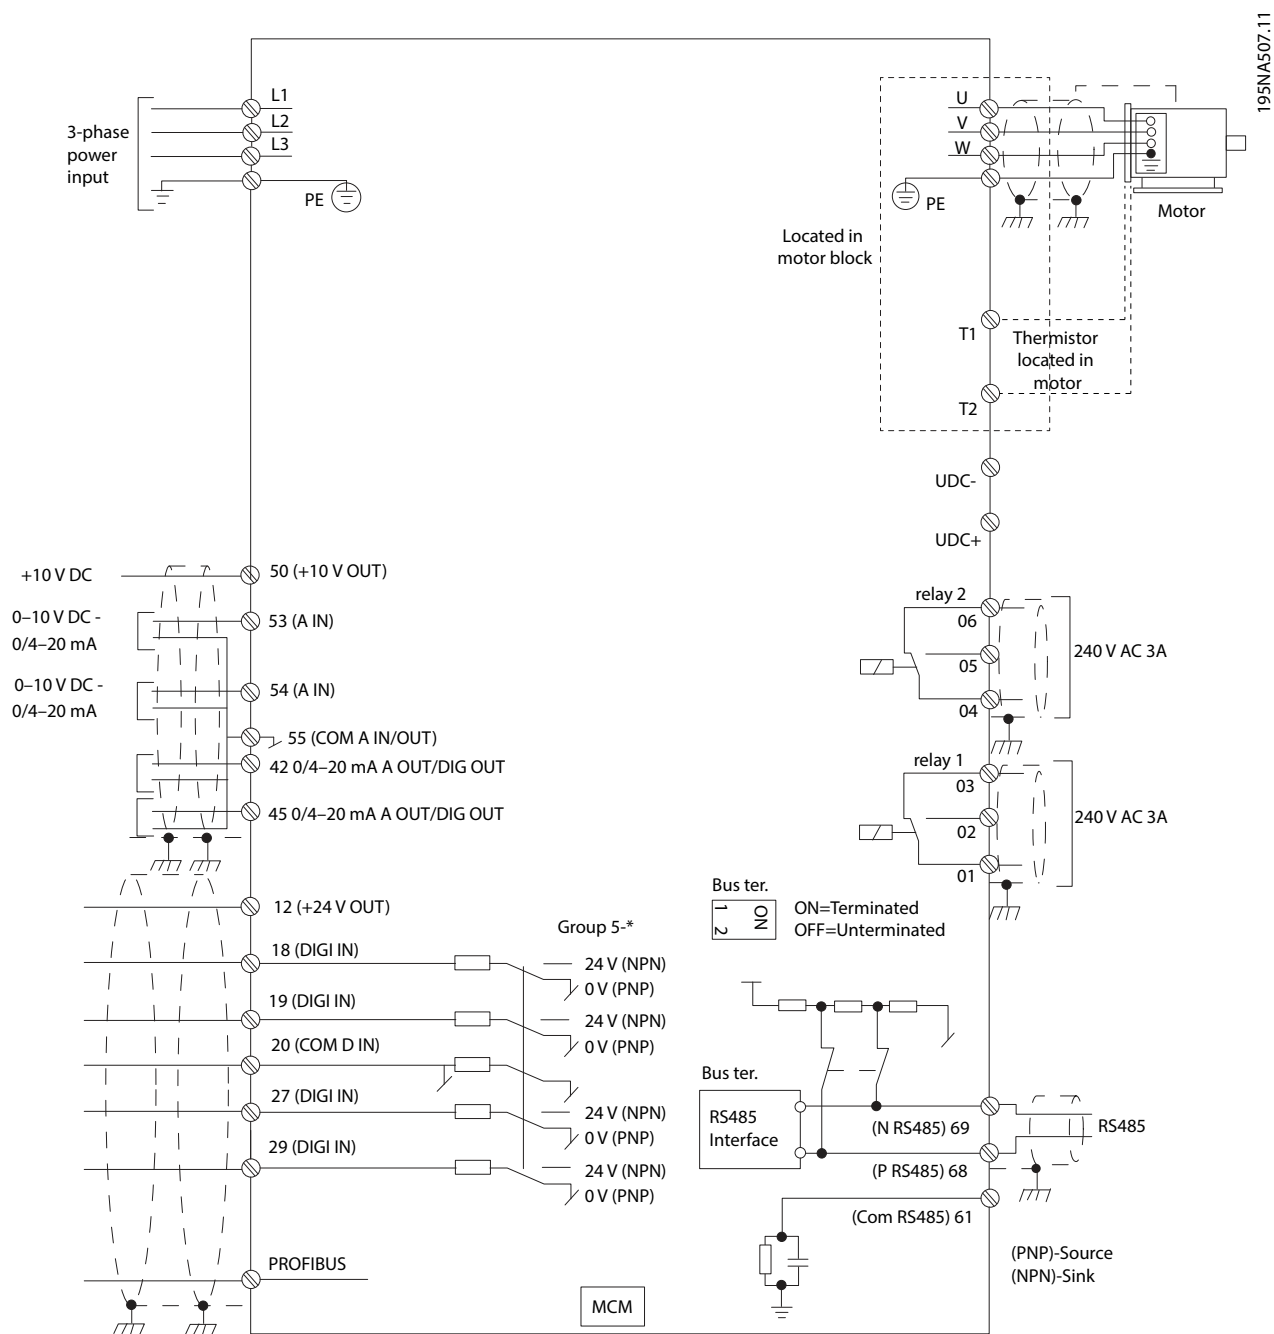 195NA507.11
3-phase
power
input
L1
L2
L3
PE
U
V
W
PE
Motor
Located in
motor block
T1
Thermistor
located in
motor
T2
UDC-
UDC+
+10 V DC
50 (+10 V OUT)
0–10 V DC -
0/4–20 mA
53 (A IN)
0–10 V DC -
0/4–20 mA
54 (A IN)
55 (COM A IN/OUT)
42 0/4–20 mA A OUT/DIG OUT
45 0/4–20 mA A OUT/DIG OUT
relay 2
06
05
04
240 V AC 3A
relay 1
03
02
01
240 V AC 3A
12 (+24 V OUT)
18 (DIGI IN)
19 (DIGI IN)
20 (COM D IN)
27 (DIGI IN)
29 (DIGI IN)
PROFIBUS
Group 5-*
24 V (NPN)
0 V (PNP)
24 V (NPN)
0 V (PNP)
24 V (NPN)
0 V (PNP)
24 V (NPN)
0 V (PNP)
Bus ter.
1 2 ON
ON=Terminated
OFF=Unterminated
Bus ter.
RS485
Interface
(N RS485) 69
(P RS485) 68
RS485
(Com RS485) 61
(PNP)-Source
(NPN)-Sink
MCM